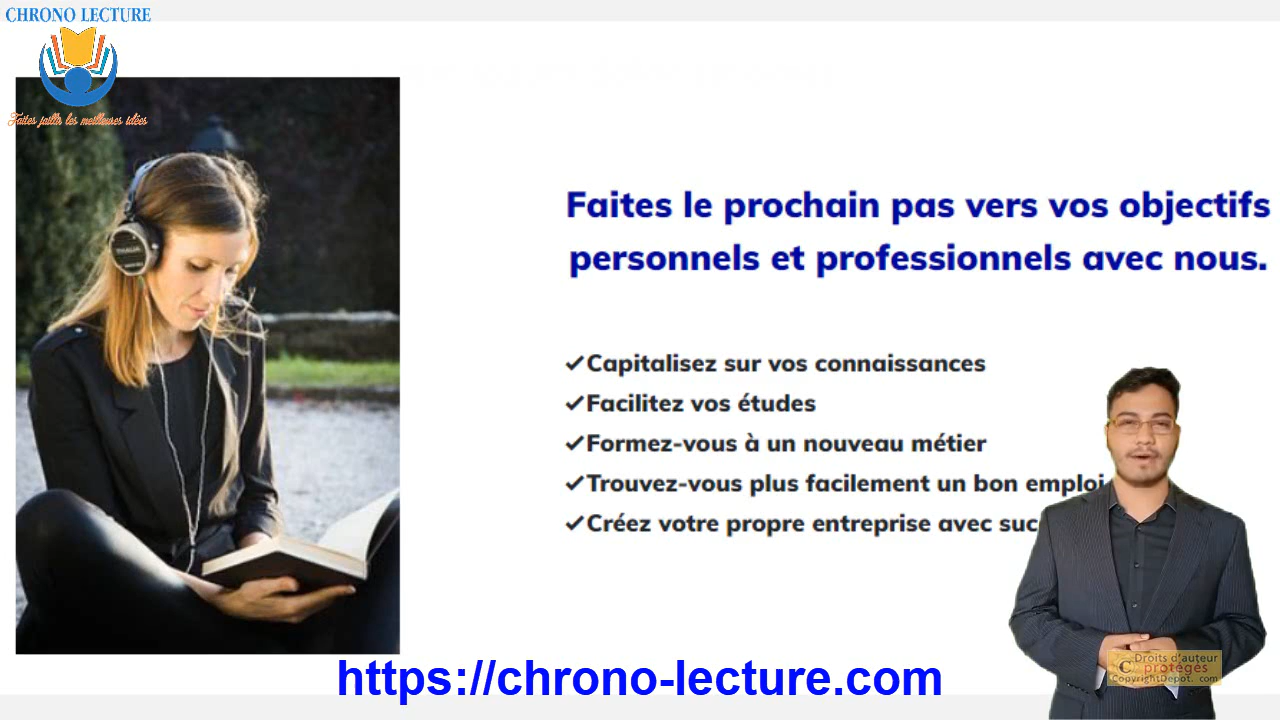 CHRONO LECTURE
Faites jaillir les meilleures idées
THALIA
Faites le prochain pas vers vos objectifs
personnels et professionnels avec nous.
✓Capitalisez sur vos connaissances
✓Facilitez vos études
✓Formez-vous à un nouveau métier
✓Trouvez-vous plus facilement un bon emploi
✓Créez votre propre entreprise avec suc
https://chrono-lecture.com
C Droits d'auteur
protégés
CopyrightDepot. com